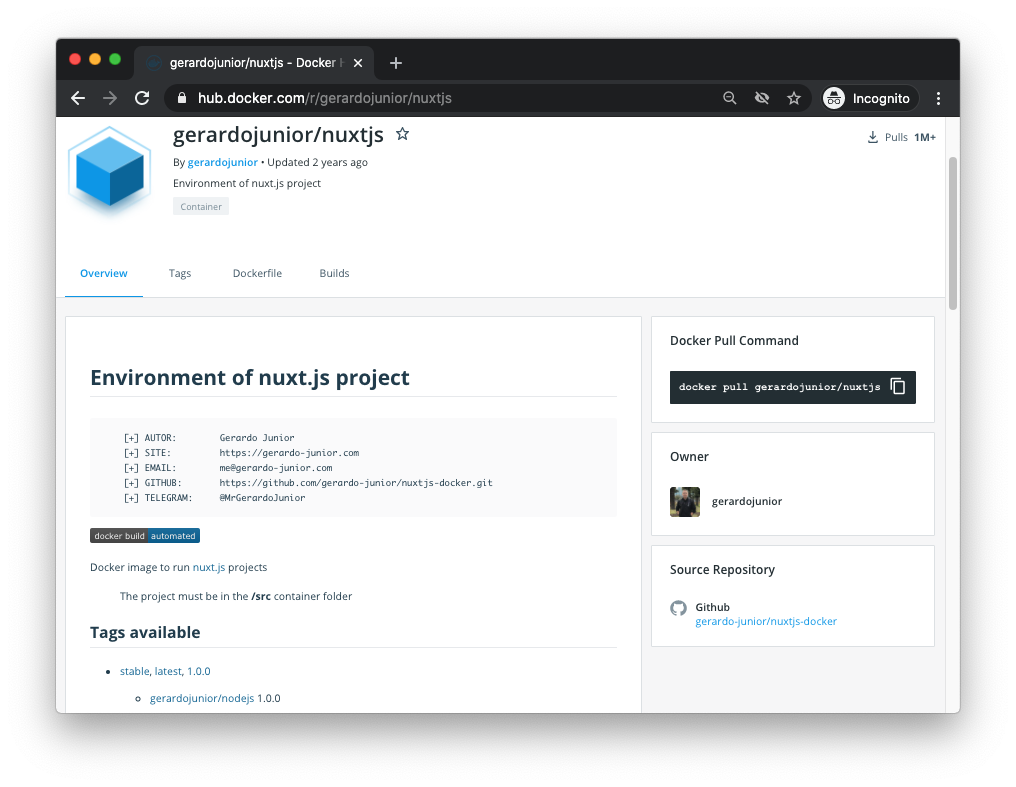 gerardojunior/nuxtjs - Docker H
hub.docker.com/r/gerardojunior/nuxtjs
Incognito
gerardojunior/nuxtjs
Pulls 1M+
By gerardojunior • Updated 2 years ago
Environment of nuxt.js project
Container
Overview Tags Dockerfile Builds
Environment of nuxt.js project
[+] AUTOR: Gerardo Junior
[+] SITE: https://gerardo-junior.com
[+] EMAIL: me@gerardo-junior.com
[+] GITHUB: https://github.com/gerardo-junior/nuxtjs-docker.git
[+] TELEGRAM: @MrGerardoJunior
docker build automated
Docker image to run nuxt.js projects
The project must be in the /src container folder
Tags available
• stable, latest, 1.0.0
gerardojunior/nodejs 1.0.0
Docker Pull Command
docker pull gerardojunior/nuxtjs
Owner
gerardojunior
Source Repository
Github
gerardo-junior/nuxtjs-docker